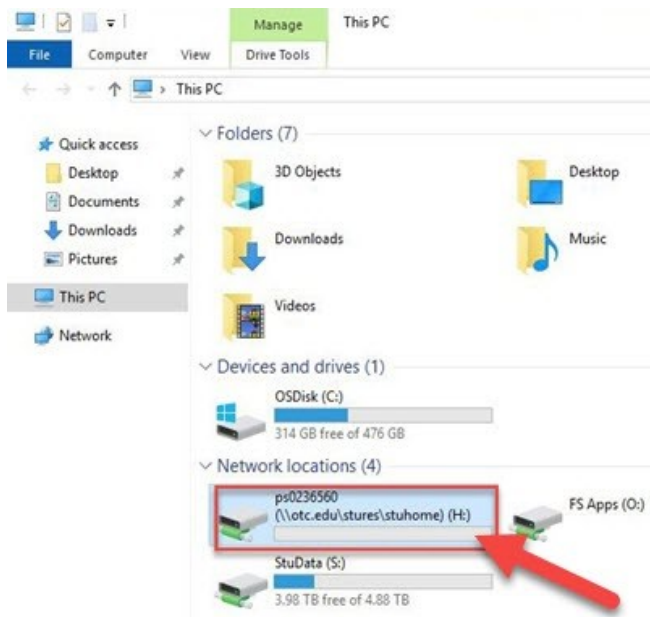 Manage This PC
File Computer View Drive Tools
This PC
Quick access
Desktop
Documents
Downloads
Pictures
This PC
Network
Folders (7)
3D Objects Desktop
Downloads Music
Videos
Devices and drives (1)
OSDisk (C:)
314 GB free of 476 GB
Network locations (4)
ps0236560
(\\otc.edu\stures\stuhome) (H:)
FS Apps (O:)
StuData (S:)
3.98 TB free of 4.88 TB